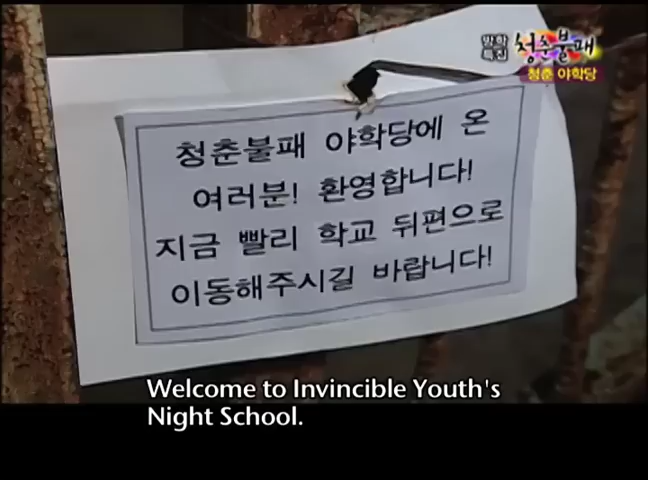 방학
특집
청춘불패
청춘 야학당
청춘불패 야학당에 온
여러분! 환영합니다!
지금 빨리 학교 뒤편으로
이동해주시길 바랍니다!
Welcome to Invincible Youth's
Night School.